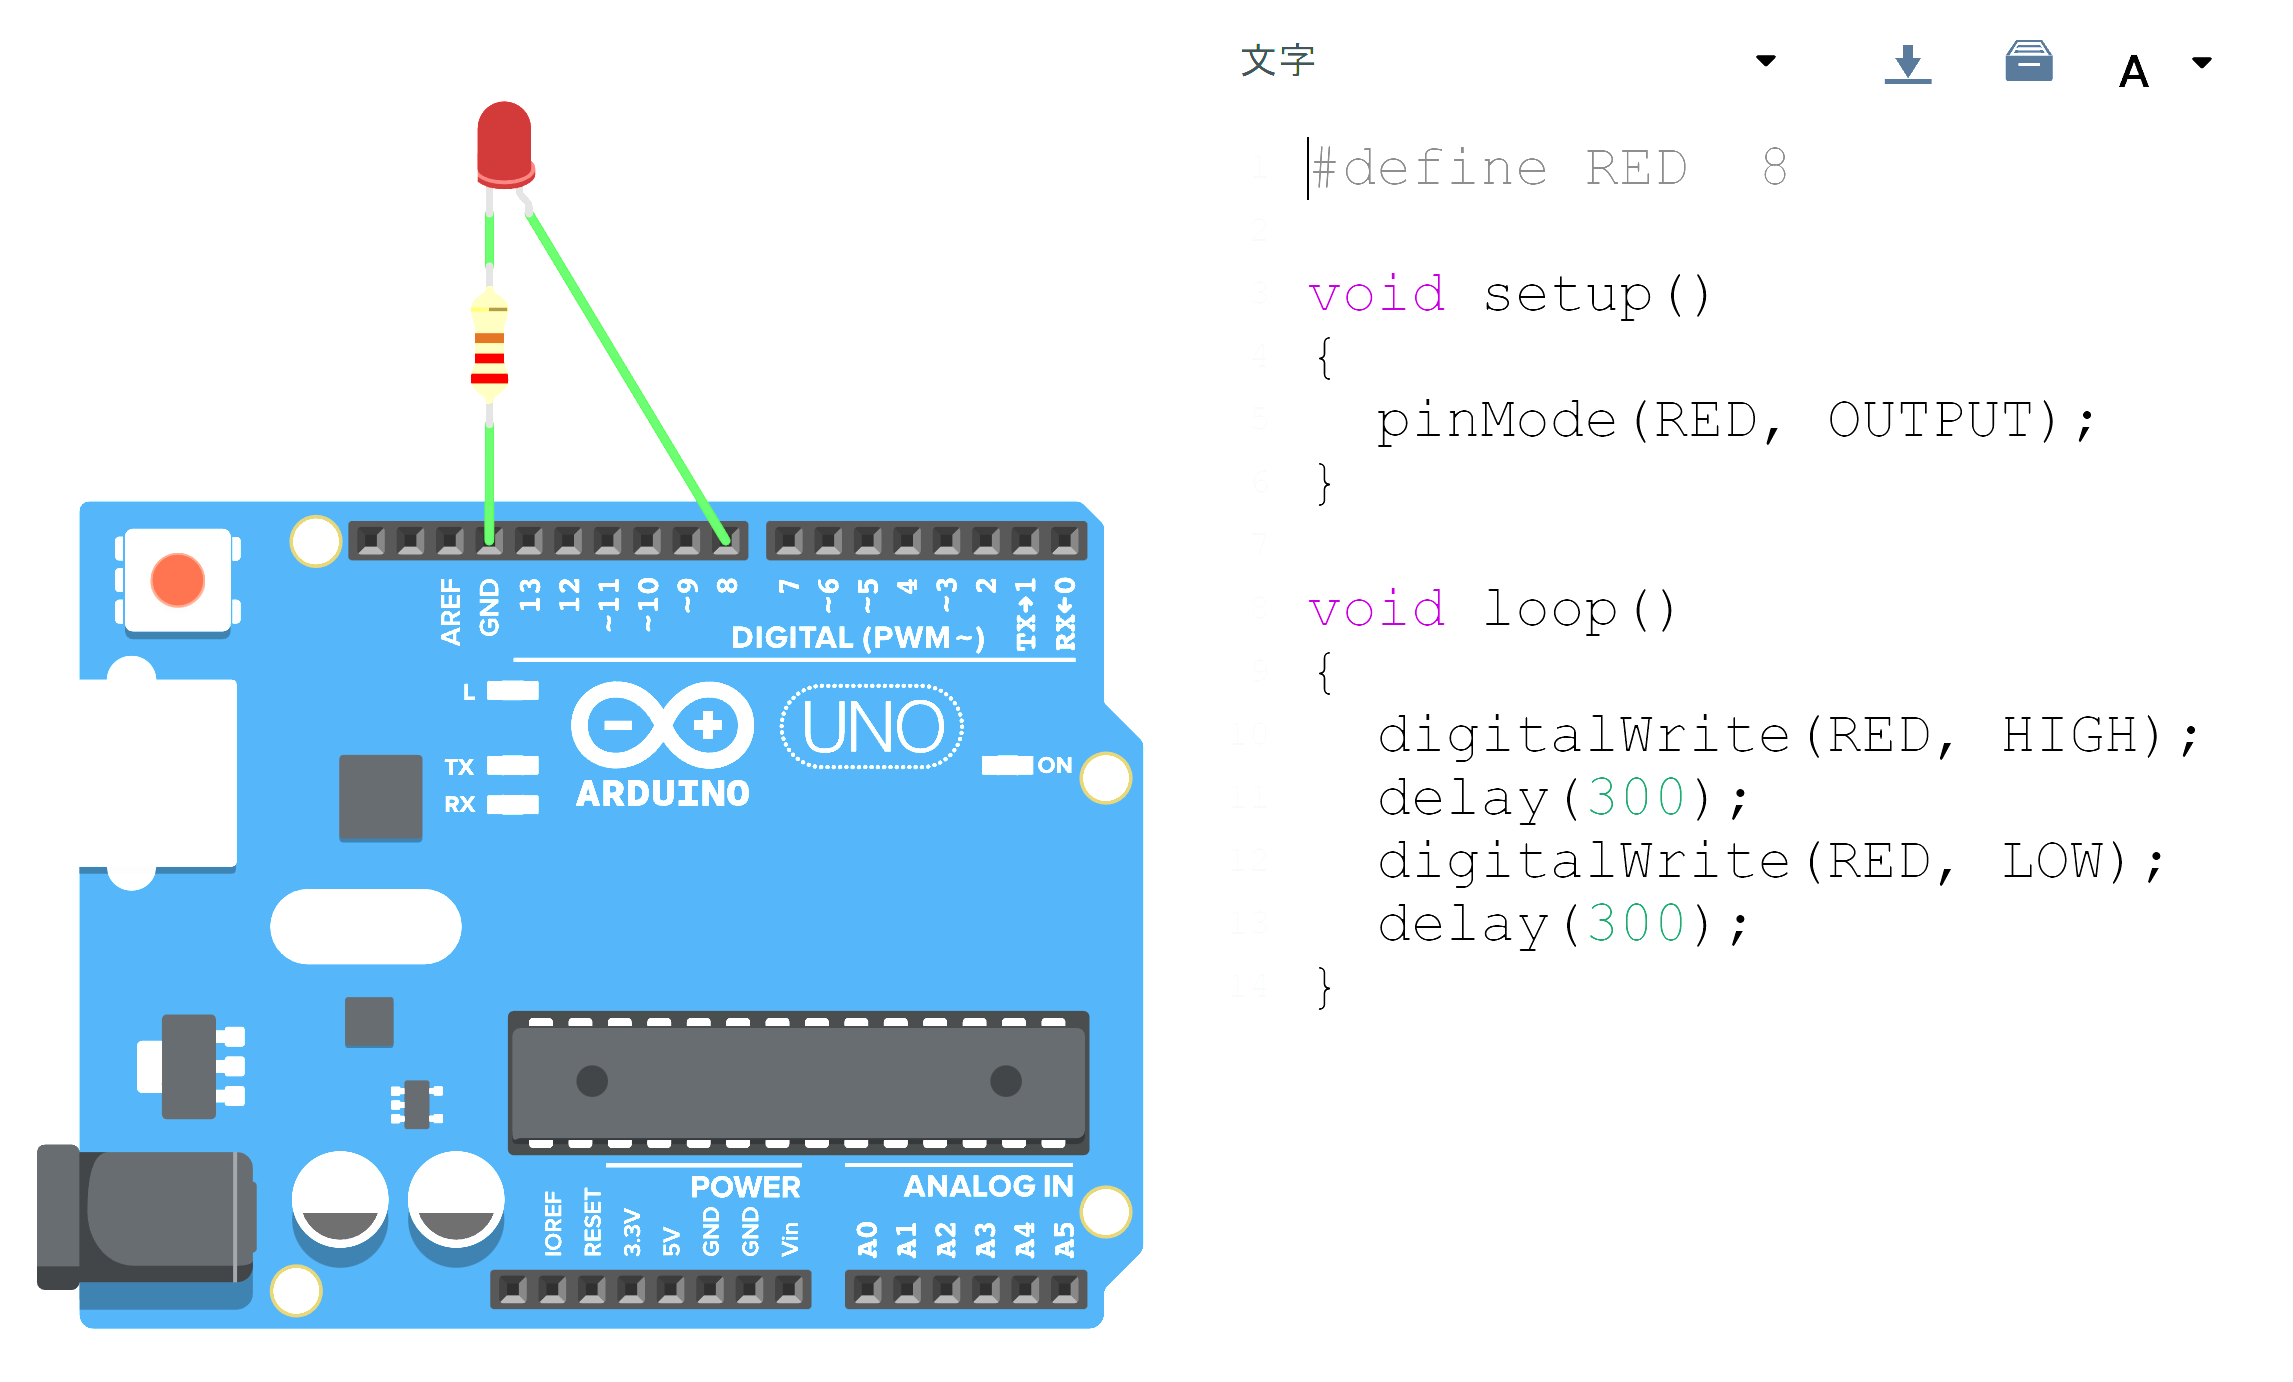 文字
A
#define RED  8
void setup()
{
  pinMode(RED, OUTPUT);
}
void loop()
{
  digitalWrite(RED, HIGH);
  delay(300);
  digitalWrite(RED, LOW);
  delay(300);
}
AREF
GND
13
12
~11
~10
~9
8
7
~6
~5
4
~3
2
TX→1
RX←0
DIGITAL (PWM~)
L
TX
RX
ARDUINO
UNO
ON
POWER
ANALOG IN
IOREF
RESET
3.3V
5V
GND
GND
Vin
A0
A1
A2
A3
A4
A5